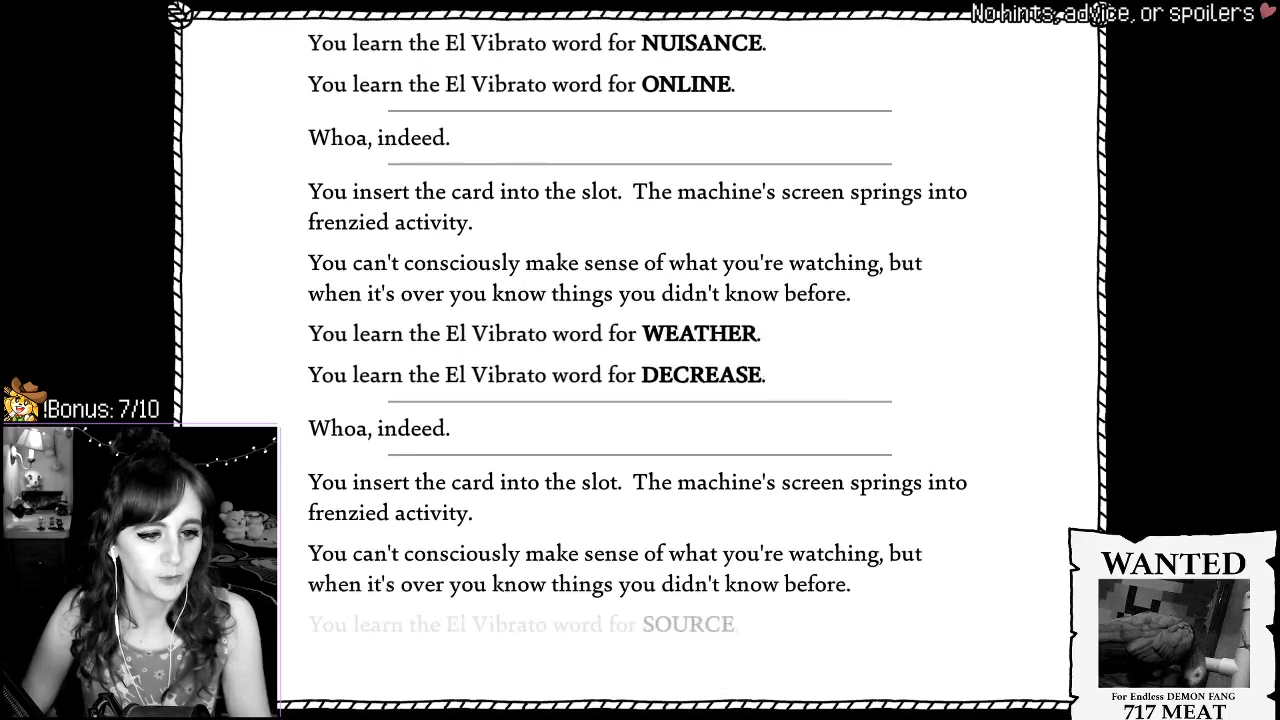 No hints, advice, or spoilers
You learn the El Vibrato word for NUISANCE.
You learn the El Vibrato word for ONLINE.
Whoa, indeed.
You insert the card into the slot.  The machine's screen springs into
frenzied activity.
You can't consciously make sense of what you're watching, but
when it's over you know things you didn't know before.
You learn the El Vibrato word for WEATHER.
You learn the El Vibrato word for DECREASE.
Whoa, indeed.
You insert the card into the slot.  The machine's screen springs into
frenzied activity.
You can't consciously make sense of what you're watching, but
when it's over you know things you didn't know before.
You learn the El Vibrato word for SOURCE.
!Bonus: 7/10
WANTED
For Endless DEMON FANG
717 MEAT